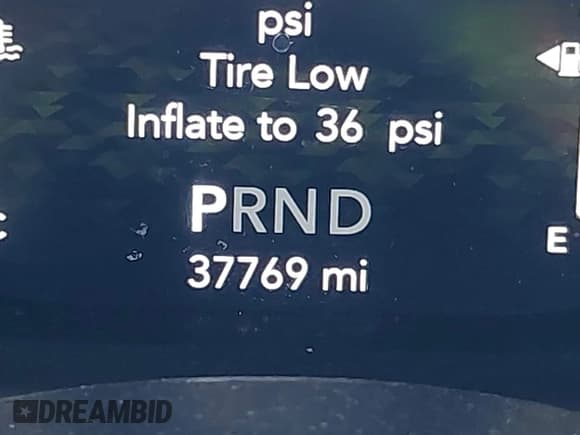 psi
Tire Low
Inflate to 36 psi
PRND
37769 mi
C
E
DREAMBID